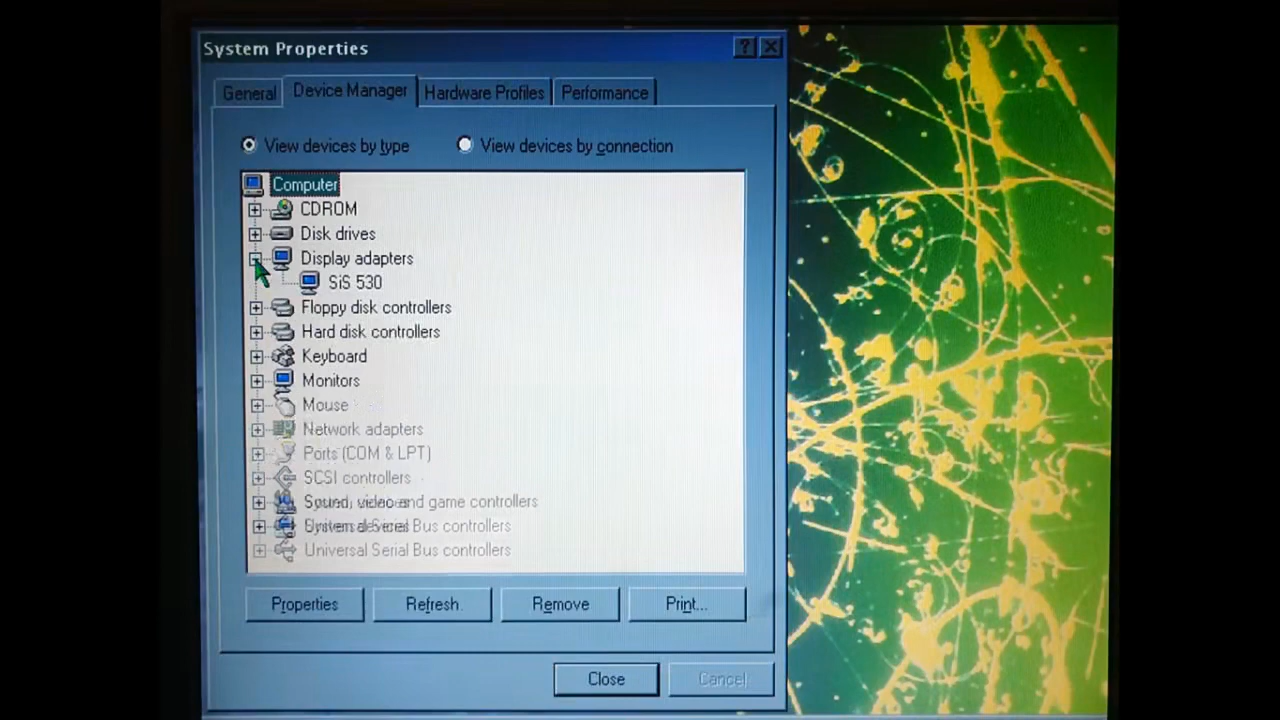 System Properties
General Device Manager Hardware Profiles Performance
View devices by type View devices by connection
Computer
CDROM
Disk drives
Display adapters
SiS 530
Floppy disk controllers
Hard disk controllers
Keyboard
Monitors
Mouse
Network adapters
Ports (COM & LPT)
SCSI controllers
Sound, video and game controllers
Universal Serial Bus controllers
Universal Serial Bus controllers
Properties Refresh Remove Print...
Close Cancel